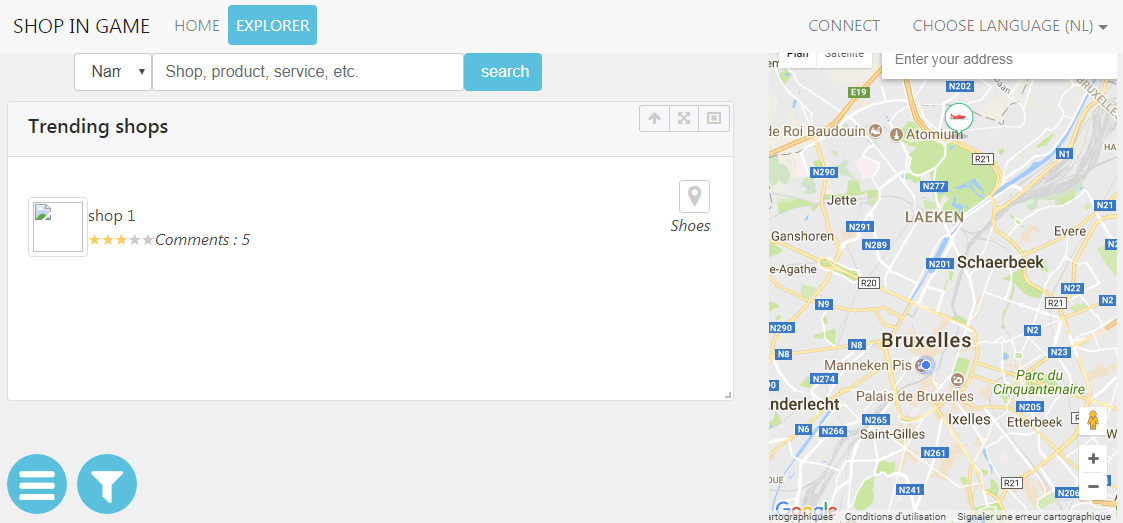 SHOP IN GAME HOME EXPLORER CONNECT CHOOSE LANGUAGE (NL)
Nam Shop, product, service, etc. search
Trending shops
shop 1
Comments : 5
Shoes
Plan Satellite
Enter your address
N202
E19
BRUXELLES
de Roi Baudouin
Atomium
R21
N1
N290
N277
Jette
N21
LAEKEN
N291
Ganshoren
Evere
N289
N201
Schaerbeek
e-Agathe
R20
N22
N9
R21
N2
N290
N2
N8
Bruxelles
N8
N23
Manneken Pis
N274
Parc du
Cinquantenaire
Palais de Bruxelles
nderlecht
N205
N265
Ixelles
Etterbeek
N6
N266
Saint-Gilles
N261
R21
N241
N206
Google
cartographiques Conditions d'utilisation Signaler une erreur cartographique